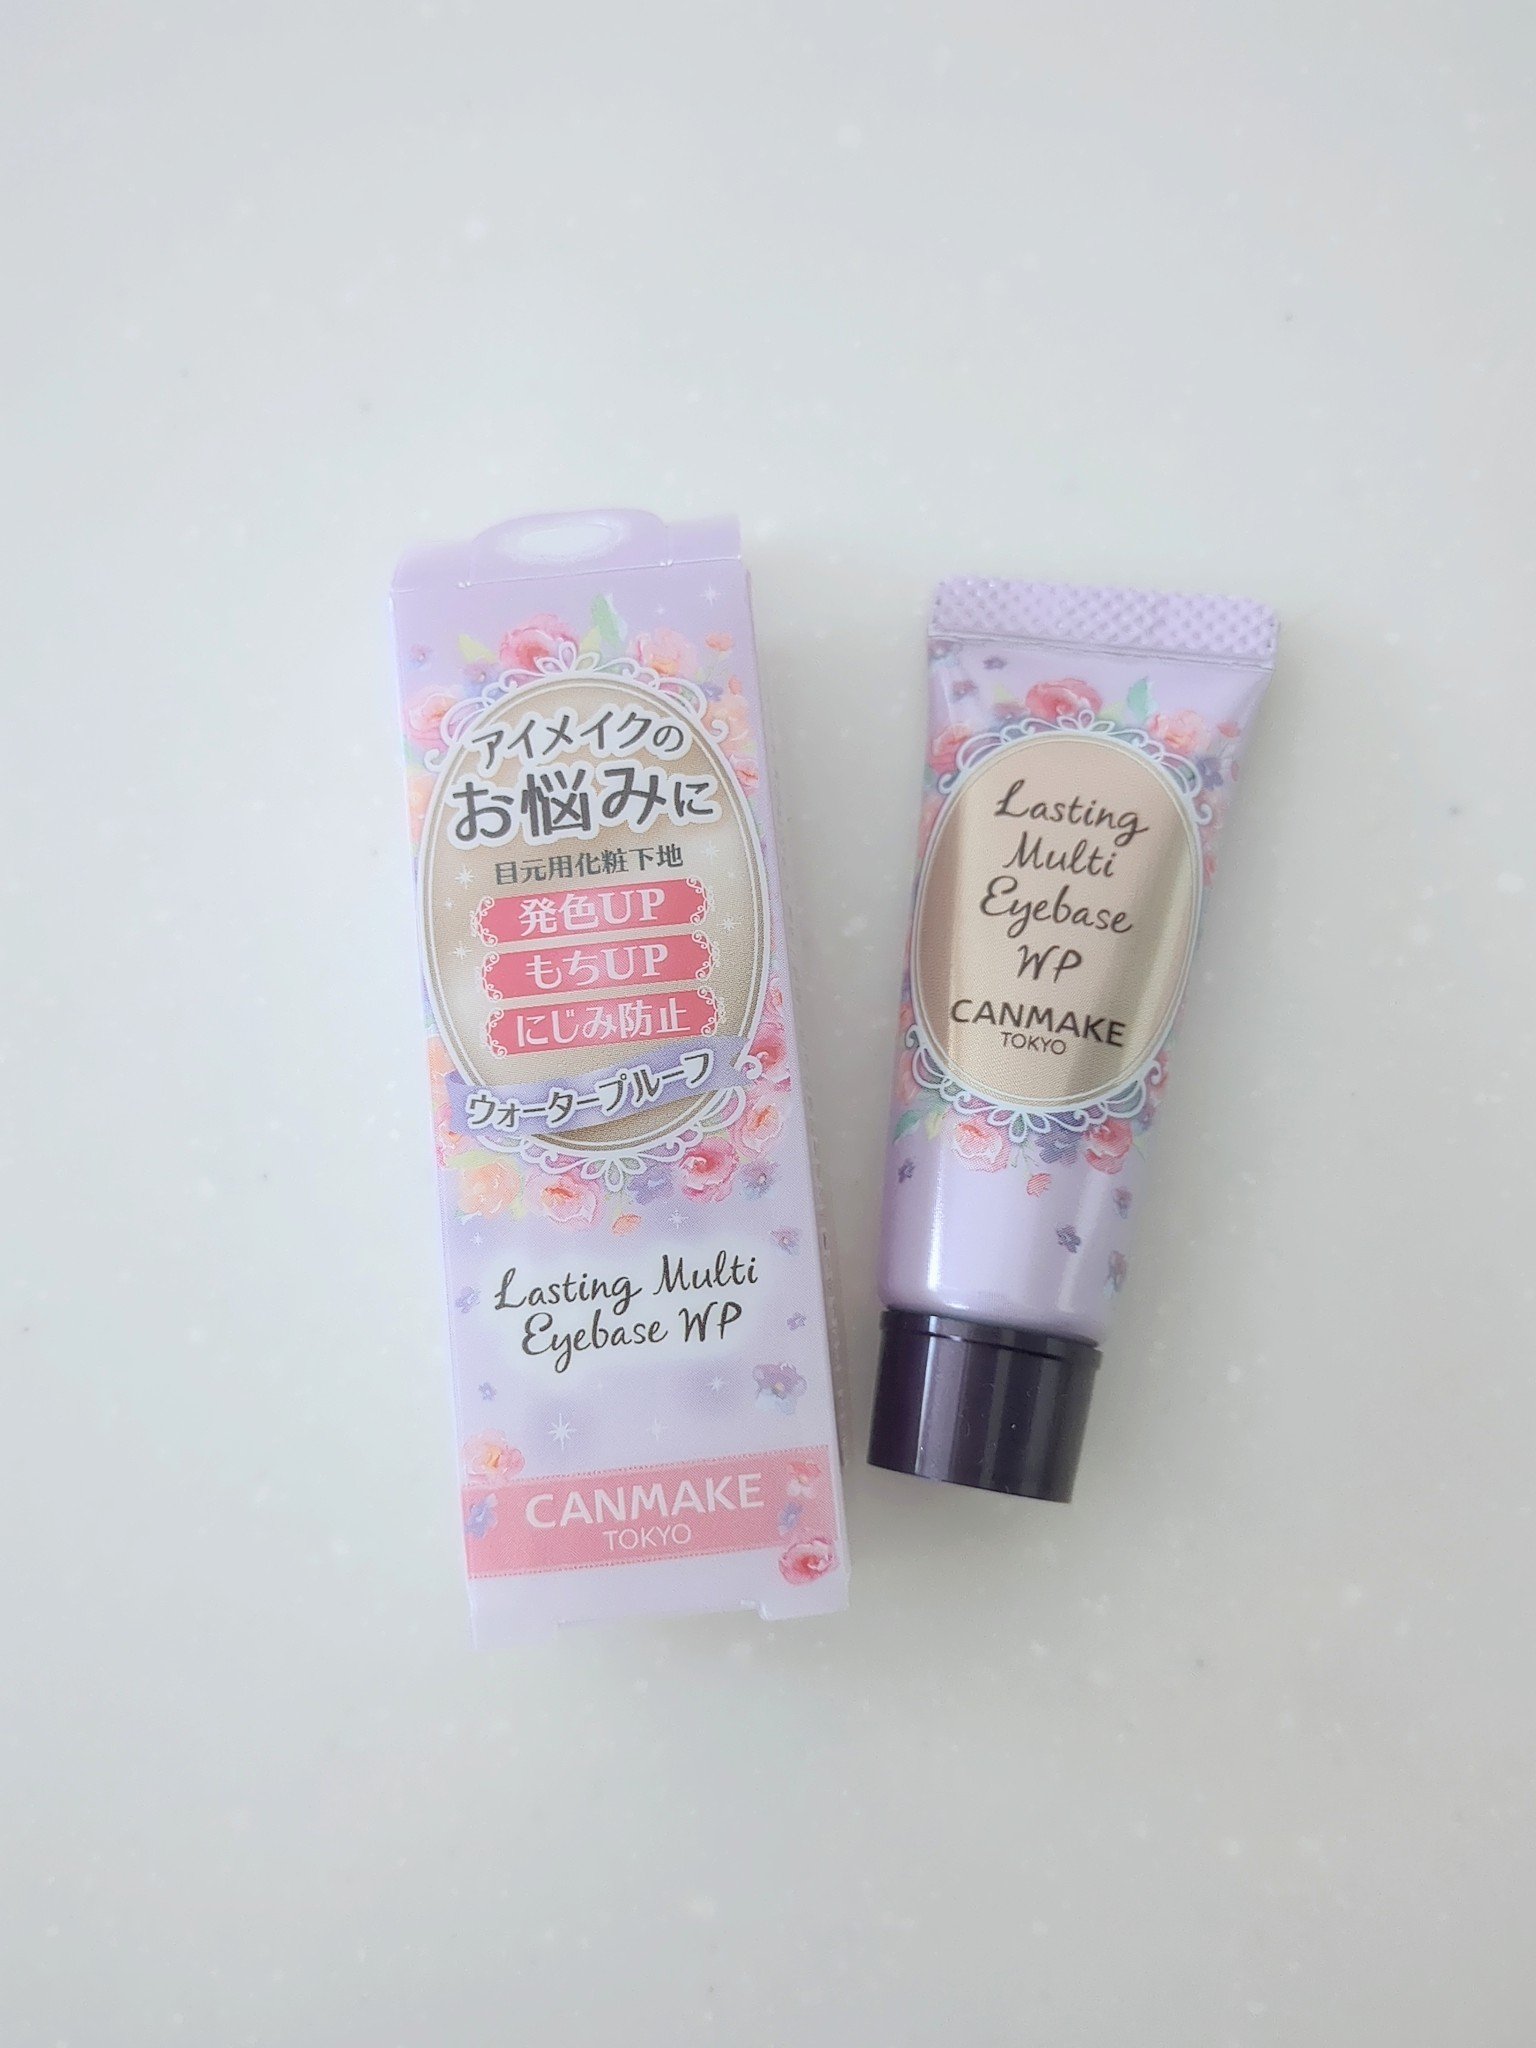 アイメイクの
お悩みに
目元用化粧下地
発色UP
もちUP
にじみ防止
ウォータープルーフ
Lasting Multi
Eyebase WP
CANMAKE
TOKYO
Lasting
Multi
Eyebase
WP
CANMAKE
TOKYO